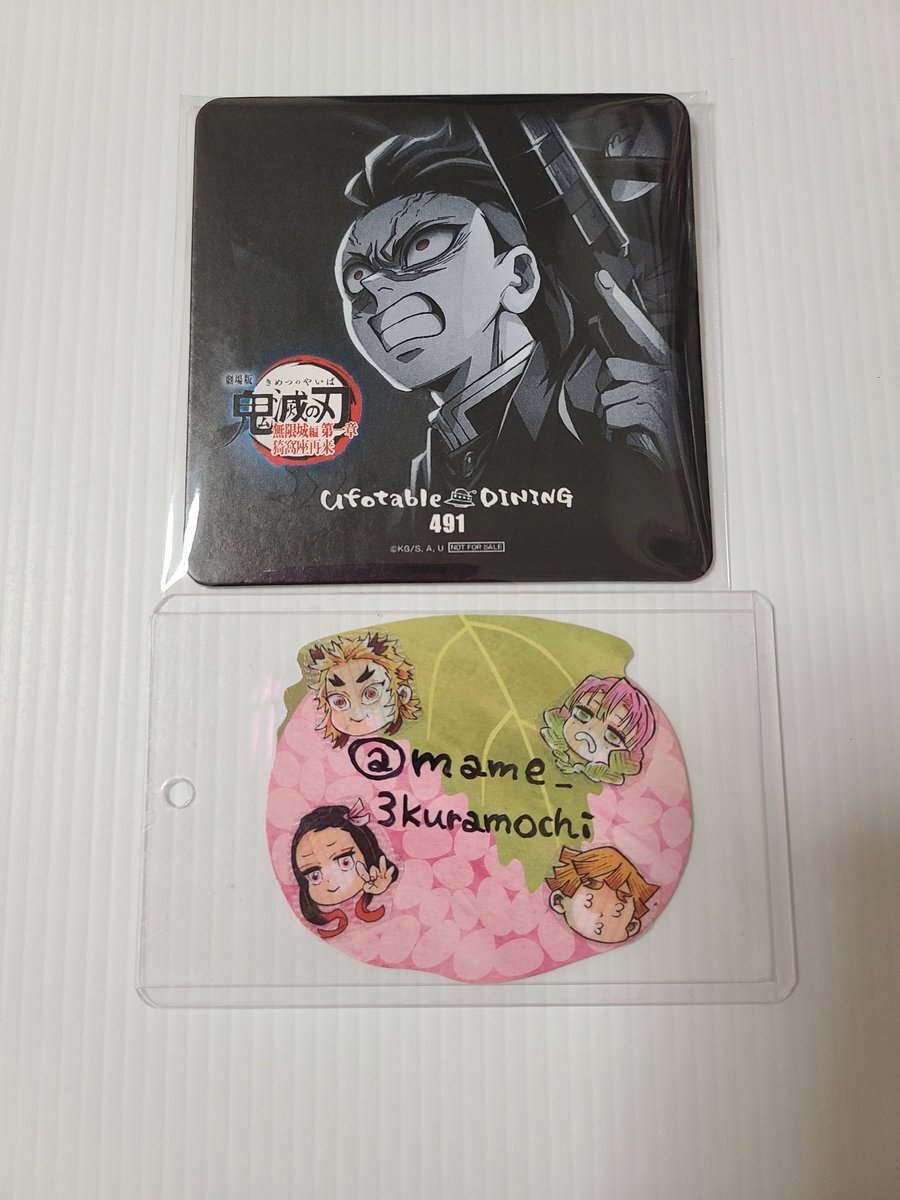 劇場版
きめつのやいば
鬼滅の刃
無限城編 第一章
猗窩座再来
ufotable DINING
491
©KG/S, A, U NOT FOR SALE
@mame_
3kuramochi